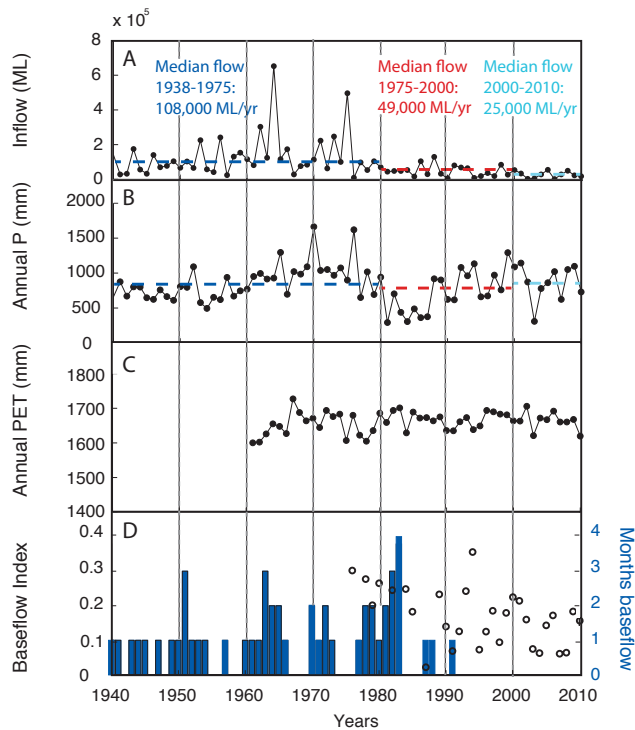 x 10⁵
8
6
4
2
0
Inflow (ML)
A
Median flow
1938-1975:
108,000 ML/yr
Median flow
1975-2000:
49,000 ML/yr
Median flow
2000-2010:
25,000 ML/yr
2000
1500
1000
500
0
Annual P (mm)
B
1800
1700
1600
1500
1400
Annual PET (mm)
C
0.4
0.3
0.2
0.1
0
Baseflow Index
D
4
3
2
1
0
Months baseflow
1940 1950 1960 1970 1980 1990 2000 2010
Years